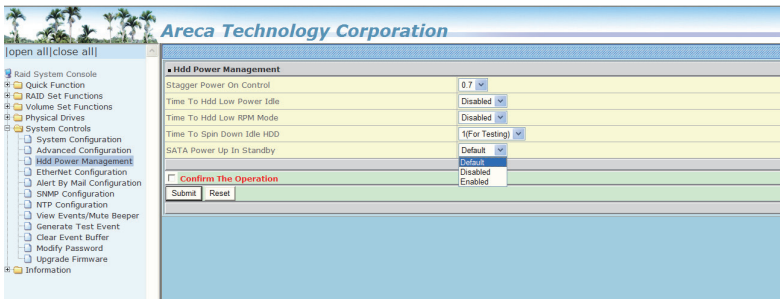 Areca Technology Corporation
|open all|close all|
Raid System Console
Quick Function
RAID Set Functions
Volume Set Functions
Physical Drives
System Controls
System Configuration
Advanced Configuration
Hdd Power Management
EtherNet Configuration
Alert By Mail Configuration
SNMP Configuration
NTP Configuration
View Events/Mute Beeper
Generate Test Event
Clear Event Buffer
Modify Password
Upgrade Firmware
Information
Hdd Power Management
Stagger Power On Control 0.7
Time To Hdd Low Power Idle Disabled
Time To Hdd Low RPM Mode Disabled
Time To Spin Down Idle HDD 1(For Testing)
SATA Power Up In Standby Default
Default
Disabled
Enabled
Confirm The Operation
Submit Reset